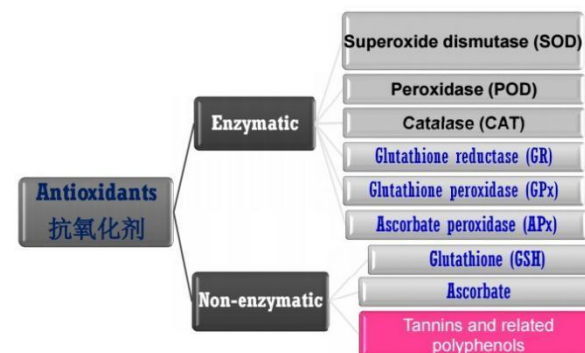 Superoxide dismutase (SOD)
Peroxidase (POD)
Enzymatic
Catalase (CAT)
Glutathione reductase (GR)
Antioxidants
抗氧化剂
Glutathione peroxidase (GPx)
Ascorbate peroxidase (APx)
Glutathione (GSH)
Non-enzymatic
Ascorbate
Tannins and related
polyphenols